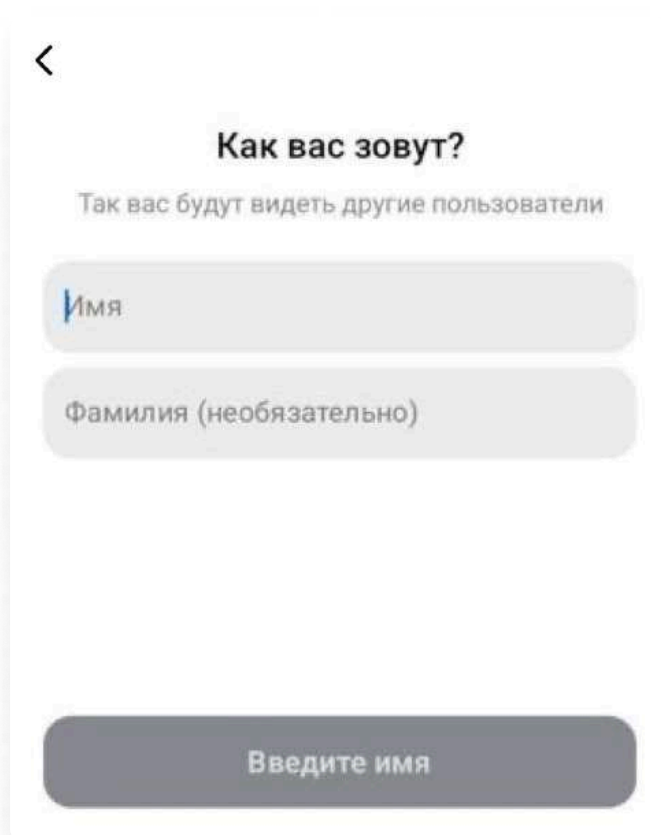 Как вас зовут?
Так вас будут видеть другие пользователи
Имя
Фамилия (необязательно)
Введите имя